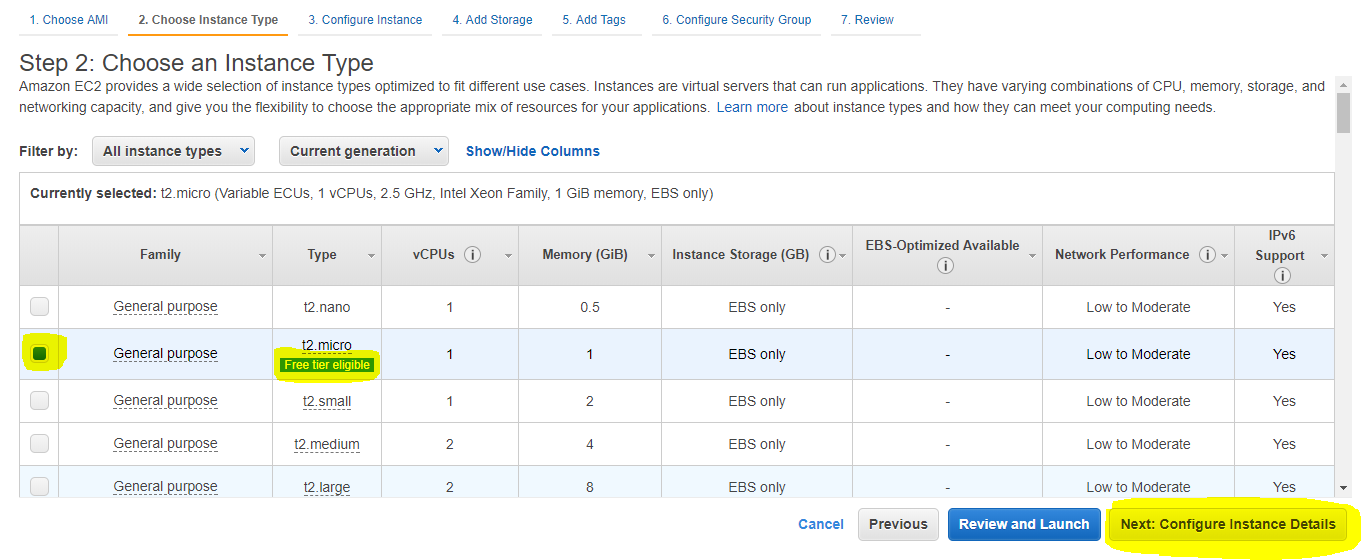 1. Choose AMI 2. Choose Instance Type 3. Configure Instance 4. Add Storage 5. Add Tags 6. Configure Security Group 7. Review
Step 2: Choose an Instance Type
Amazon EC2 provides a wide selection of instance types optimized to fit different use cases. Instances are virtual servers that can run applications. They have varying combinations of CPU, memory, storage, and
networking capacity, and give you the flexibility to choose the appropriate mix of resources for your applications. Learn more about instance types and how they can meet your computing needs.
Filter by: All instance types Current generation Show/Hide Columns
Currently selected: t2.micro (Variable ECUs, 1 vCPUs, 2.5 GHz, Intel Xeon Family, 1 GiB memory, EBS only)
Family Type vCPUs Memory (GiB) Instance Storage (GB) EBS-Optimized Available Network Performance IPv6 Support
General purpose t2.nano 1 0.5 EBS only - Low to Moderate Yes
General purpose t2.micro 1 1 EBS only - Low to Moderate Yes
Free tier eligible
General purpose t2.small 1 2 EBS only - Low to Moderate Yes
General purpose t2.medium 2 4 EBS only - Low to Moderate Yes
General purpose t2.large 2 8 EBS only - Low to Moderate Yes
Cancel Previous Review and Launch Next: Configure Instance Details